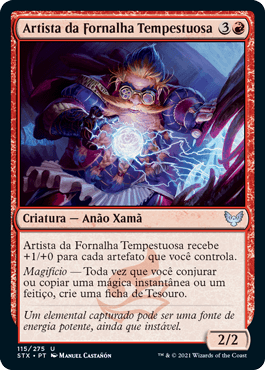 Artista da Fornalha Tempestuosa 3
Criatura — Anão Xamã
Artista da Fornalha Tempestuosa recebe
+1/+0 para cada artefato que você controla.
Magifício — Toda vez que você conjurar
ou copiar uma mágica instantânea ou um
feitiço, crie uma ficha de Tesouro.
Um elemental capturado pode ser uma fonte de
energia potente, ainda que instável.
2/2
115/275 U
STX • PT Manuel Castañón
™ & © 2021 Wizards of the Coast